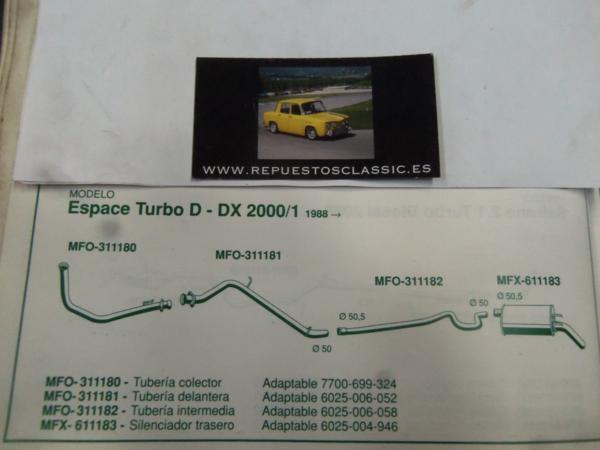 WWW.REPUESTOSCLASSIC.ES
MODELO
Espace Turbo D - DX 2000/1 1988 →
MFO-311180
MFO-311181
MFO-311182
MFX-611183
Ø 50
Ø 50,5
Ø 50
Ø 50,5
MFO-311180 - Tubería colector Adaptable 7700-699-324
MFO-311181 - Tubería delantera Adaptable 6025-006-052
MFO-311182 - Tubería intermedia Adaptable 6025-006-058
MFX- 611183 - Silenciador trasero Adaptable 6025-004-946